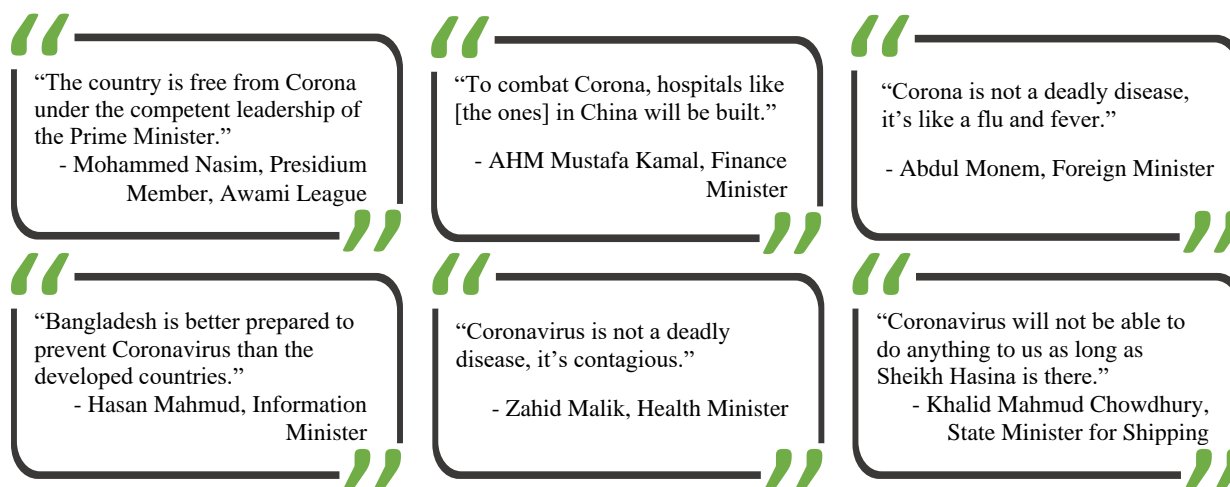 “The country is free from Corona
under the competent leadership of
the Prime Minister.”
- Mohammed Nasim, Presidium
Member, Awami League
“To combat Corona, hospitals like
[the ones] in China will be built.”
- AHM Mustafa Kamal, Finance
Minister
“Corona is not a deadly disease,
it’s like a flu and fever.”
- Abdul Monem, Foreign Minister
“Bangladesh is better prepared to
prevent Coronavirus than the
developed countries.”
- Hasan Mahmud, Information
Minister
“Coronavirus is not a deadly
disease, it’s contagious.”
- Zahid Malik, Health Minister
“Coronavirus will not be able to
do anything to us as long as
Sheikh Hasina is there.”
- Khalid Mahmud Chowdhury,
State Minister for Shipping